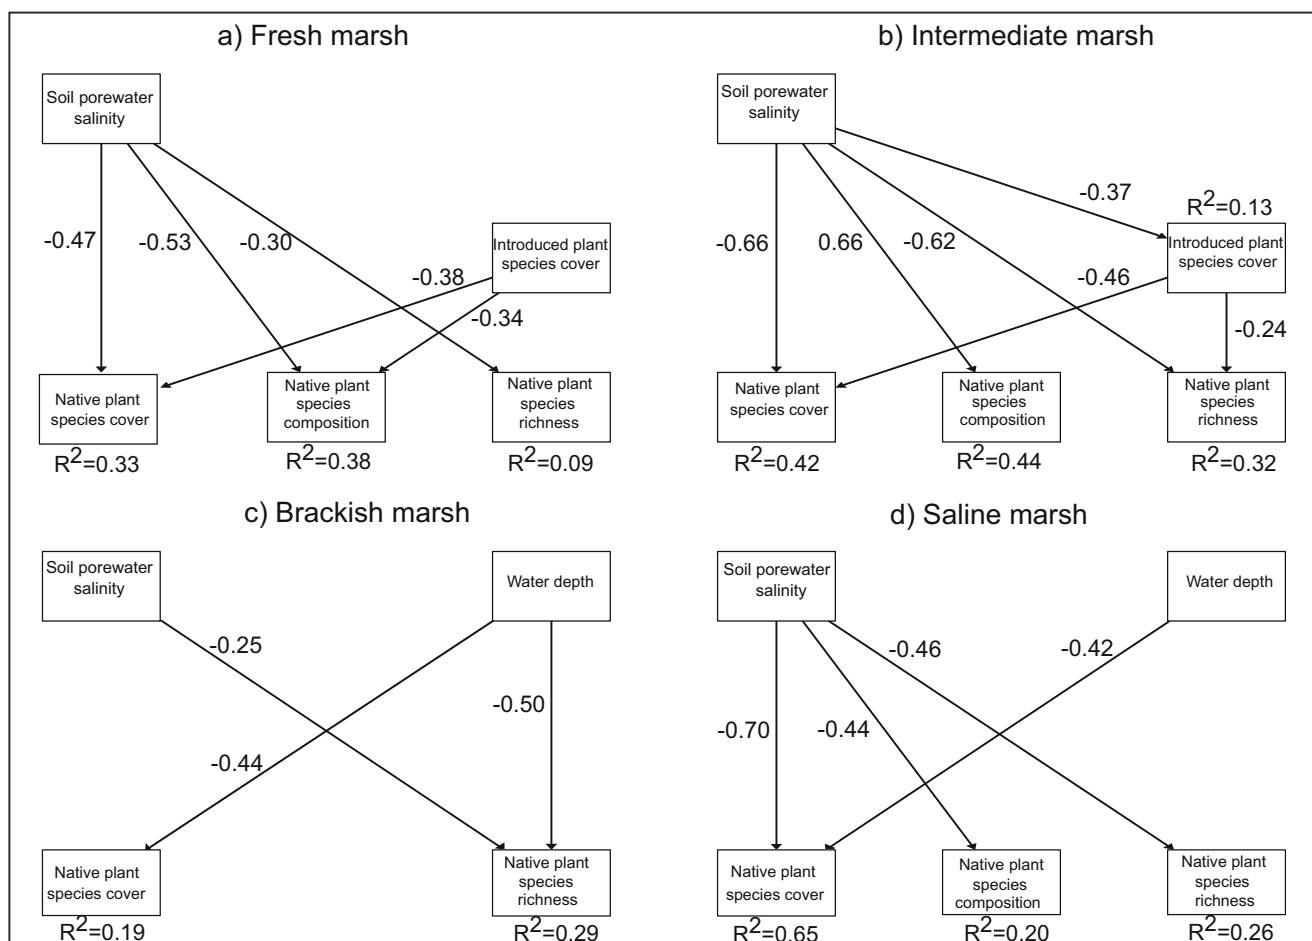 a) Fresh marsh
Soil porewater
salinity
-0.47
-0.53
-0.30
Introduced plant
species cover
-0.38
-0.34
Native plant
species cover
R2=0.33
Native plant
species
composition
R2=0.38
Native plant
species
richness
R2=0.09
b) Intermediate marsh
Soil porewater
salinity
-0.37
R2=0.13
Introduced plant
species cover
-0.66
0.66
-0.62
-0.46
-0.24
Native plant
species cover
R2=0.42
Native plant
species
composition
R2=0.44
Native plant
species
richness
R2=0.32
c) Brackish marsh
Soil porewater
salinity
Water depth
-0.25
-0.50
-0.44
Native plant
species cover
R2=0.19
Native plant
species
richness
R2=0.29
d) Saline marsh
Soil porewater
salinity
Water depth
-0.46
-0.42
-0.70
-0.44
Native plant
species cover
R2=0.65
Native plant
species
composition
R2=0.20
Native plant
species
richness
R2=0.26